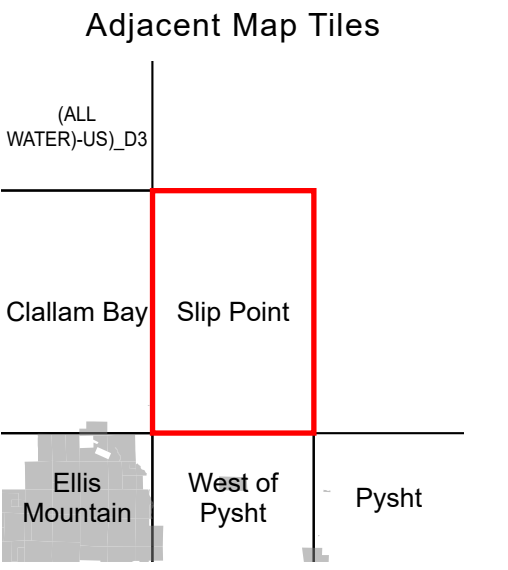 Adjacent Map Tiles
(ALL
WATER)-US)_D3
Clallam Bay
Slip Point
Ellis
Mountain
West of
Pysht
Pysht